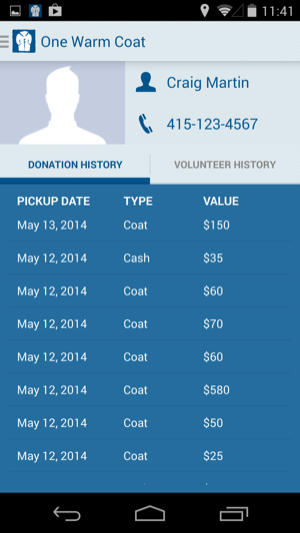 11:41
One Warm Coat
Craig Martin
415-123-4567
DONATION HISTORY VOLUNTEER HISTORY
PICKUP DATE TYPE VALUE
May 13, 2014 Coat $150
May 12, 2014 Cash $35
May 12, 2014 Coat $60
May 12, 2014 Coat $70
May 12, 2014 Coat $60
May 12, 2014 Coat $580
May 12, 2014 Coat $50
May 12, 2014 Coat $25